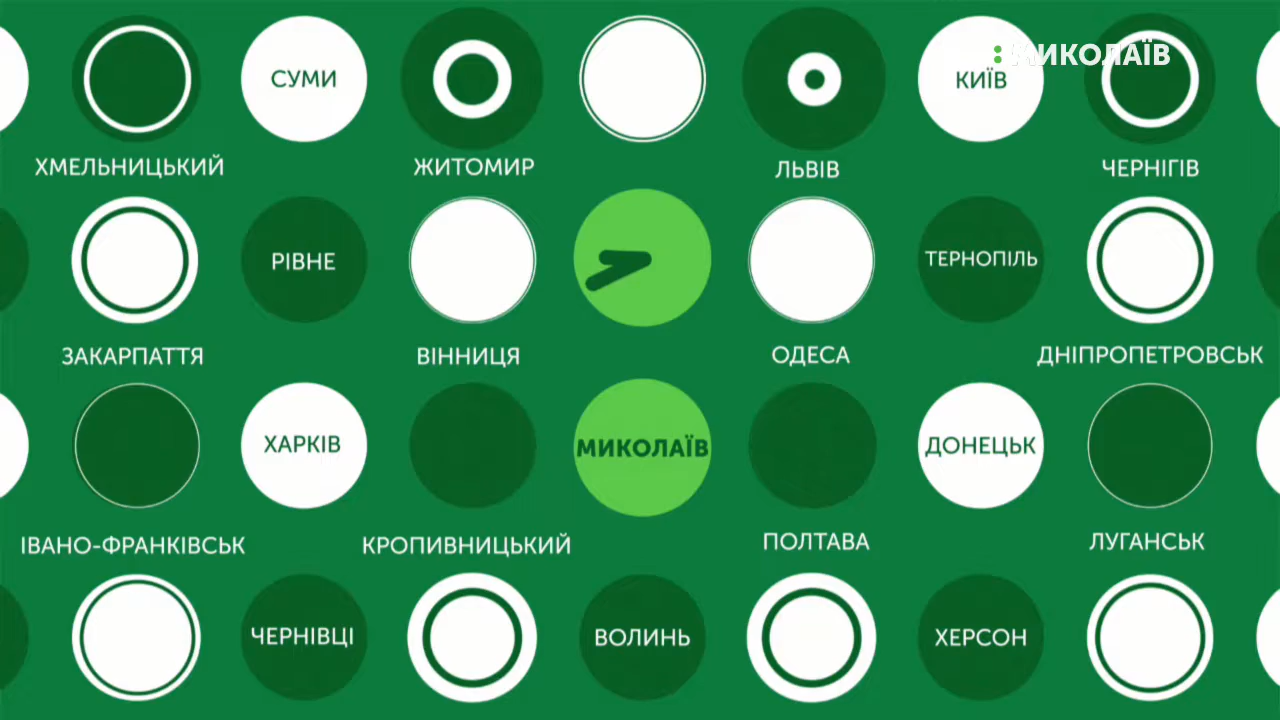 МИКОЛАЇВ
СУМИ
КИЇВ
ХМЕЛЬНИЦЬКИЙ
ЖИТОМИР
ЛЬВІВ
ЧЕРНІГІВ
РІВНЕ
ТЕРНОПІЛЬ
ЗАКАРПАТТЯ
ВІННИЦЯ
ОДЕСА
ДНІПРОПЕТРОВСЬК
ХАРКІВ
МИКОЛАЇВ
ДОНЕЦЬК
ІВАНО-ФРАНКІВСЬК
КРОПИВНИЦЬКИЙ
ПОЛТАВА
ЛУГАНСЬК
ЧЕРНІВЦІ
ВОЛИНЬ
ХЕРСОН